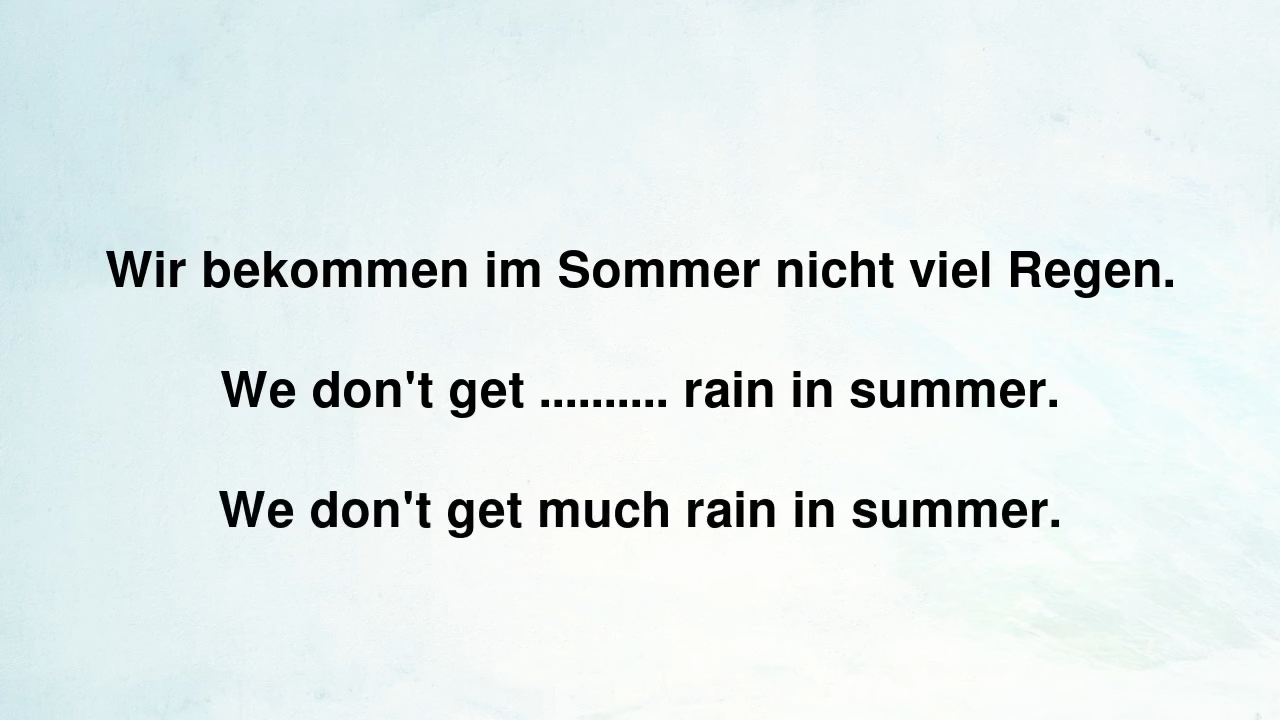 Wir bekommen im Sommer nicht viel Regen.
We don't get .......... rain in summer.
We don't get much rain in summer.